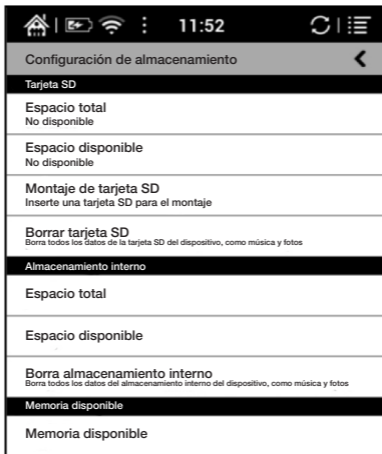 11:52
Configuración de almacenamiento
Tarjeta SD
Espacio total
No disponible
Espacio disponible
No disponible
Montaje de tarjeta SD
Inserte una tarjeta SD para el montaje
Borrar tarjeta SD
Borra todos los datos de la tarjeta SD del dispositivo, como música y fotos
Almacenamiento interno
Espacio total
Espacio disponible
Borra almacenamiento interno
Borra todos los datos del almacenamiento interno del dispositivo, como música y fotos
Memoria disponible
Memoria disponible